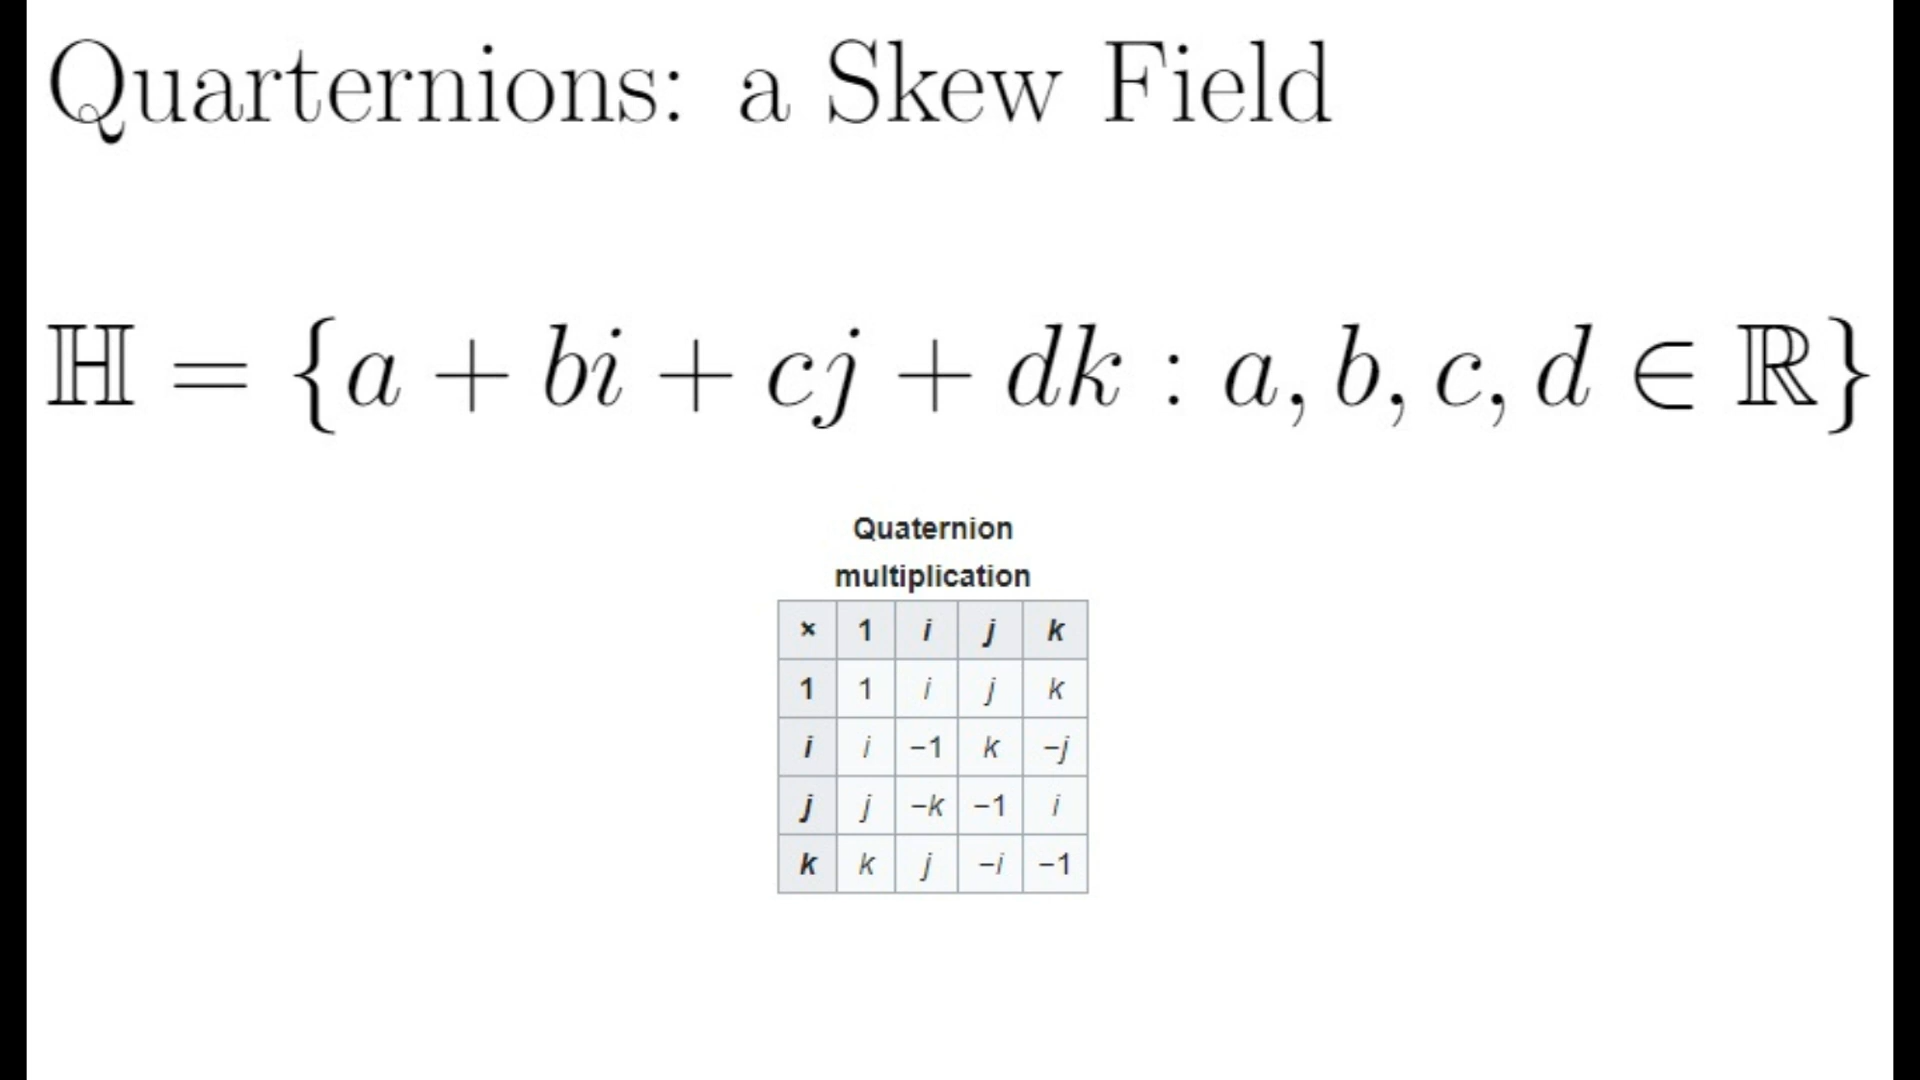 Quarternions: a Skew Field
ℍ = {a + bi + cj + dk : a, b, c, d ∈ ℝ}
Quaternion
multiplication
× 1 i j k
1 1 i j k
i i −1 k −j
j j −k −1 i
k k j −i −1